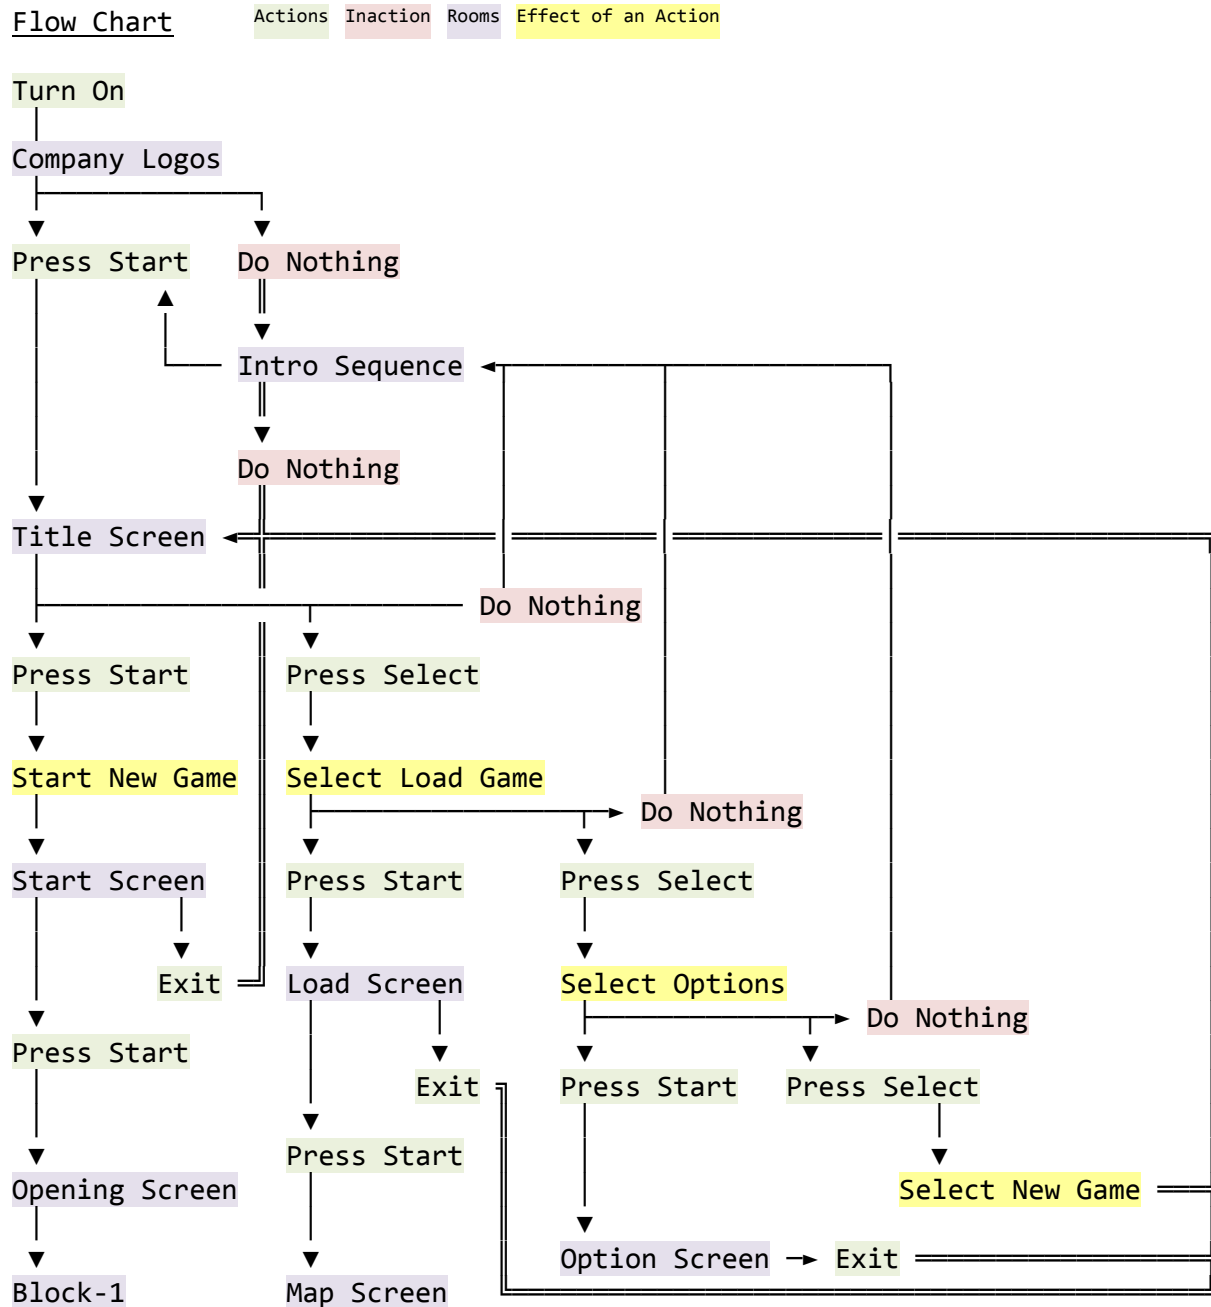 Flow Chart Actions Inaction Rooms Effect of an Action
Turn On
Company Logos
Press Start Do Nothing
Intro Sequence
Do Nothing
Title Screen
Do Nothing
Press Start Press Select
Start New Game Select Load Game
Do Nothing
Start Screen Press Start Press Select
Exit Load Screen Select Options
Do Nothing
Press Start
Exit Press Start Press Select
Press Start
Opening Screen Select New Game
Option Screen Exit
Block-1 Map Screen